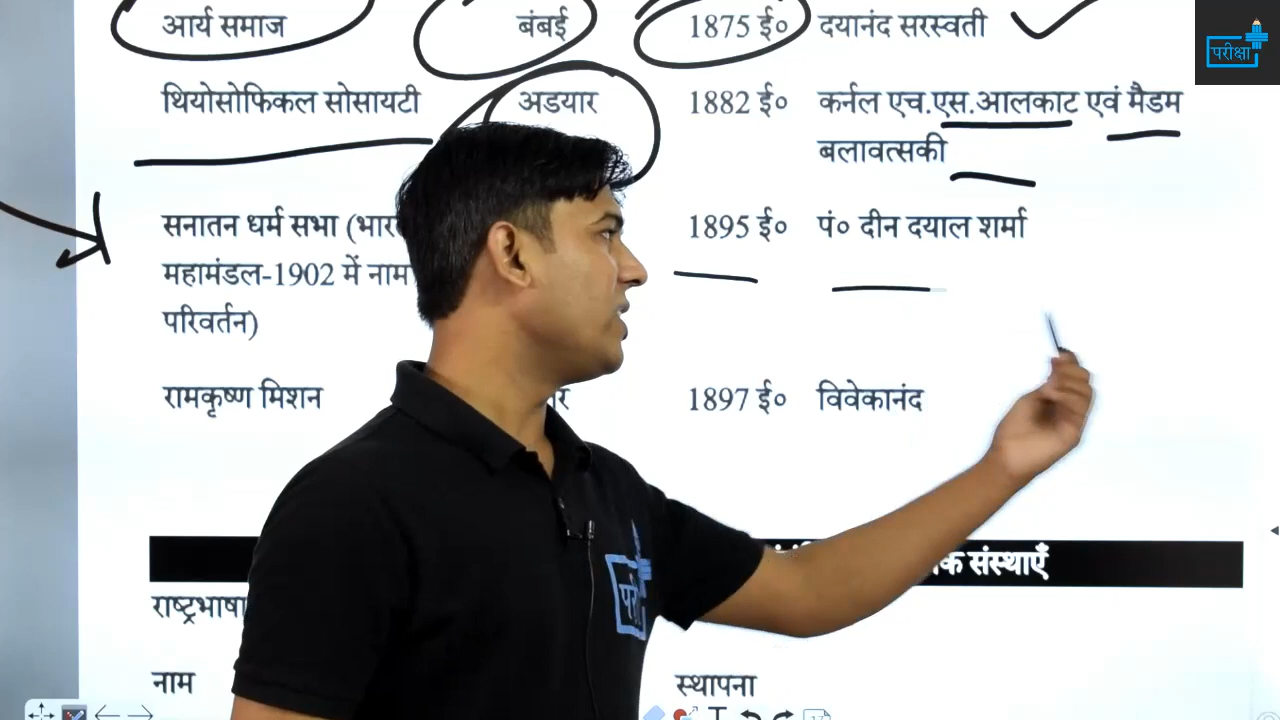 आर्य समाज बंबई 1875 ई० दयानंद सरस्वती
परीक्षा
थियोसोफिकल सोसायटी अडयार 1882 ई० कर्नल एच.एस.आलकाट एवं मैडम
बलावत्सकी
सनातन धर्म सभा 1895 ई० पं० दीन दयाल शर्मा
महामंडल-1902 में नाम
परिवर्तन)
रामकृष्ण मिशन 1897 ई० विवेकानंद
संस्थाएँ
राष्ट्रभाषा
नाम स्थापना